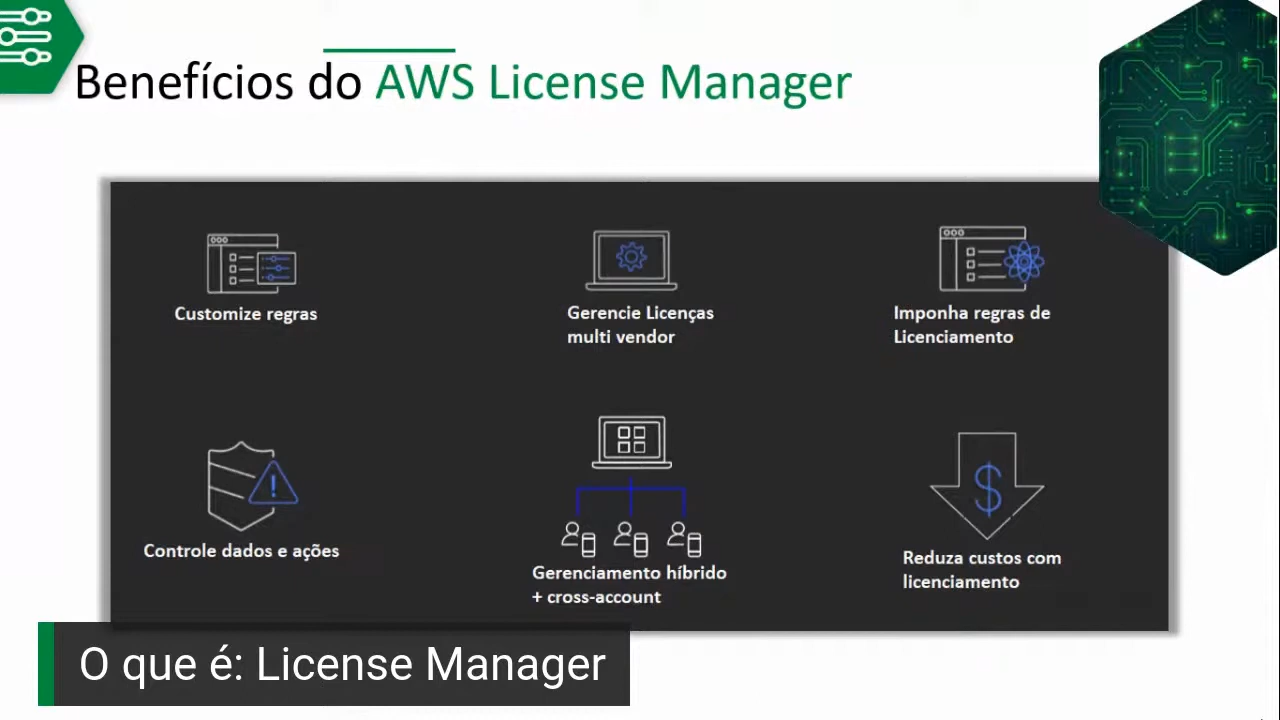 Benefícios do AWS License Manager
Customize regras
Gerencie Licenças
multi vendor
Imponha regras de
Licenciamento
Controle dados e ações
Gerenciamento híbrido
+ cross-account
Reduza custos com
licenciamento
O que é: License Manager